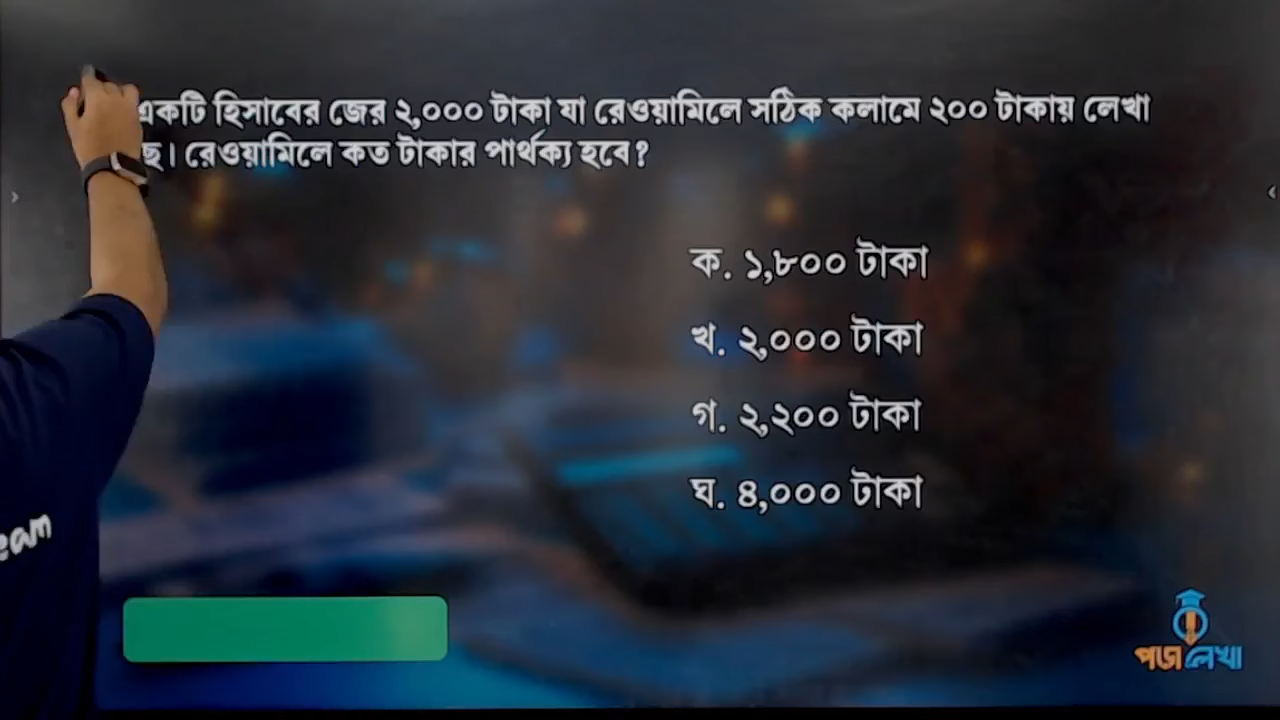 একটি হিসাবের জের ২,০০০ টাকা যা রেওয়ামিলে সঠিক কলামে ২০০ টাকায় লেখা
ছে। রেওয়ামিলে কত টাকার পার্থক্য হবে?
ক. ১,৮০০ টাকা
খ. ২,০০০ টাকা
গ. ২,২০০ টাকা
ঘ. ৪,০০০ টাকা
eam
পড়ালেখা